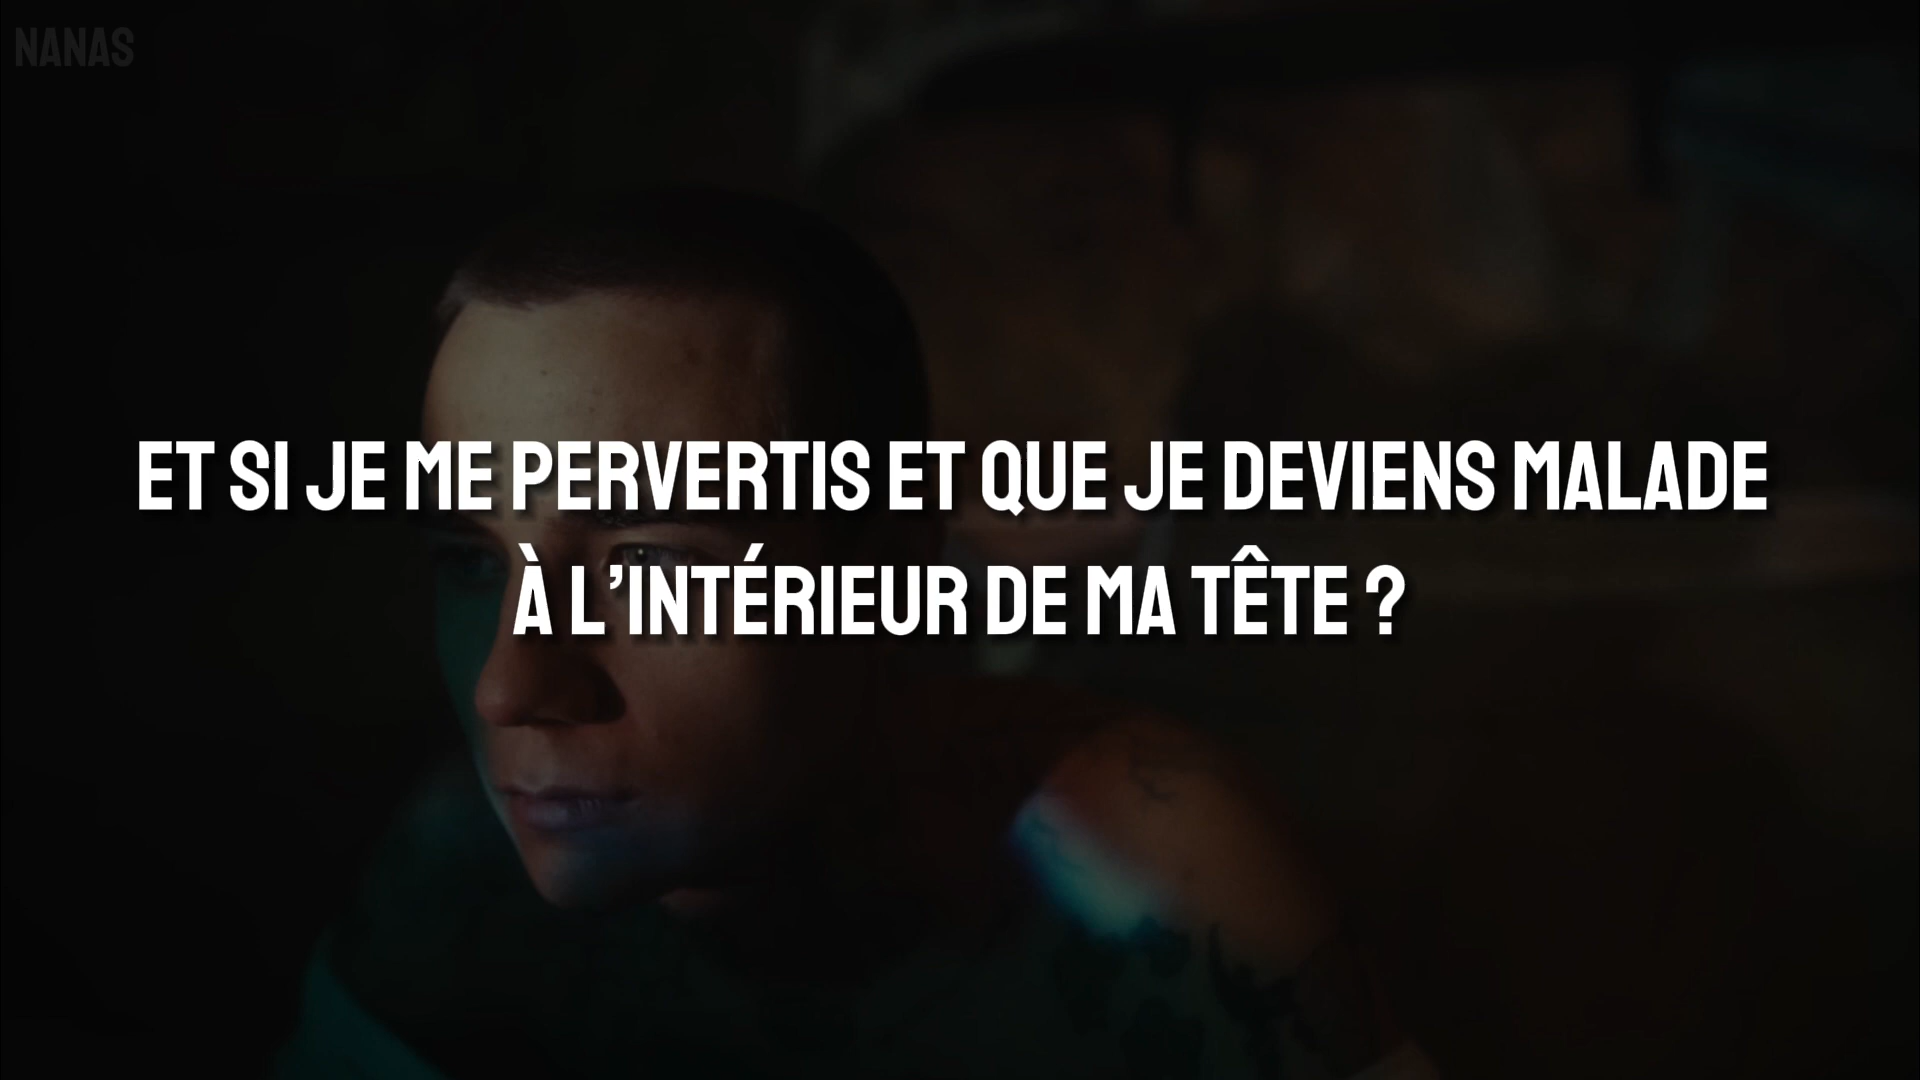 NANAS
ET SI JE ME PERVERTIS ET QUE JE DEVIENS MALADE
À L’INTÉRIEUR DE MA TÊTE ?